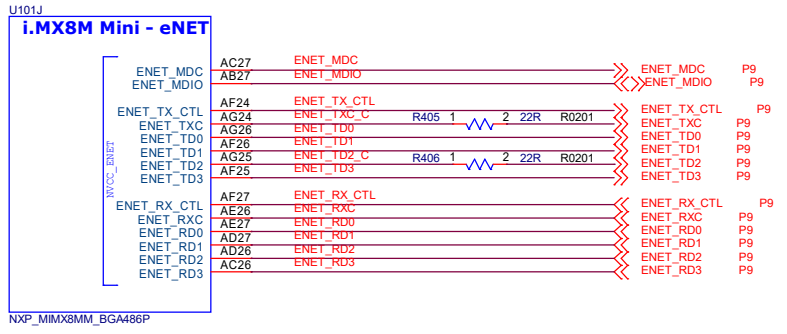 U101J
i.MX8M Mini - eNET
ENET_MDC AC27 ENET_MDC ENET_MDC P9
ENET_MDIO AB27 ENET_MDIO ENET_MDIO P9
ENET_TX_CTL AF24 ENET_TX_CTL ENET_TX_CTL P9
ENET_TXC AG24 ENET_TXC_C R405 1 2 22R R0201 ENET_TXC P9
ENET_TD0 AG26 ENET_TD0 ENET_TD0 P9
ENET_TD1 AF26 ENET_TD1 ENET_TD1 P9
ENET_TD2 AG25 ENET_TD2_C R406 1 2 22R R0201 ENET_TD2 P9
ENET_TD3 AF25 ENET_TD3 ENET_TD3 P9
NVCC_ENET
ENET_RX_CTL AF27 ENET_RX_CTL ENET_RX_CTL P9
ENET_RXC AE26 ENET_RXC ENET_RXC P9
ENET_RD0 AE27 ENET_RD0 ENET_RD0 P9
ENET_RD1 AD27 ENET_RD1 ENET_RD1 P9
ENET_RD2 AD26 ENET_RD2 ENET_RD2 P9
ENET_RD3 AC26 ENET_RD3 ENET_RD3 P9
NXP_MIMX8MM_BGA486P